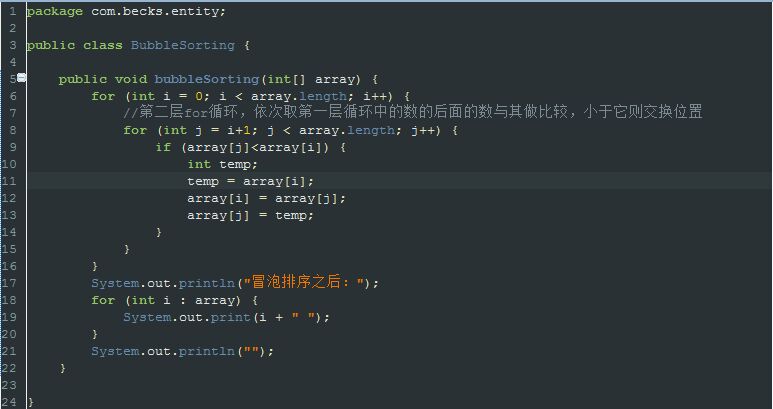 1 package com.becks.entity;
2
3 public class BubbleSorting {
4
5     public void bubbleSorting(int[] array) {
6         for (int i = 0; i < array.length; i++) {
7             //第二层for循环，依次取第一层循环中的数的后面的数与其做比较，小于它则交换位置
8             for (int j = i+1; j < array.length; j++) {
9                 if (array[j]<array[i]) {
10                     int temp;
11                     temp = array[i];
12                     array[i] = array[j];
13                     array[j] = temp;
14                 }
15             }
16         }
17         System.out.println("冒泡排序之后：");
18         for (int i : array) {
19             System.out.print(i + " ");
20         }
21         System.out.println("");
22     }
23
24 }